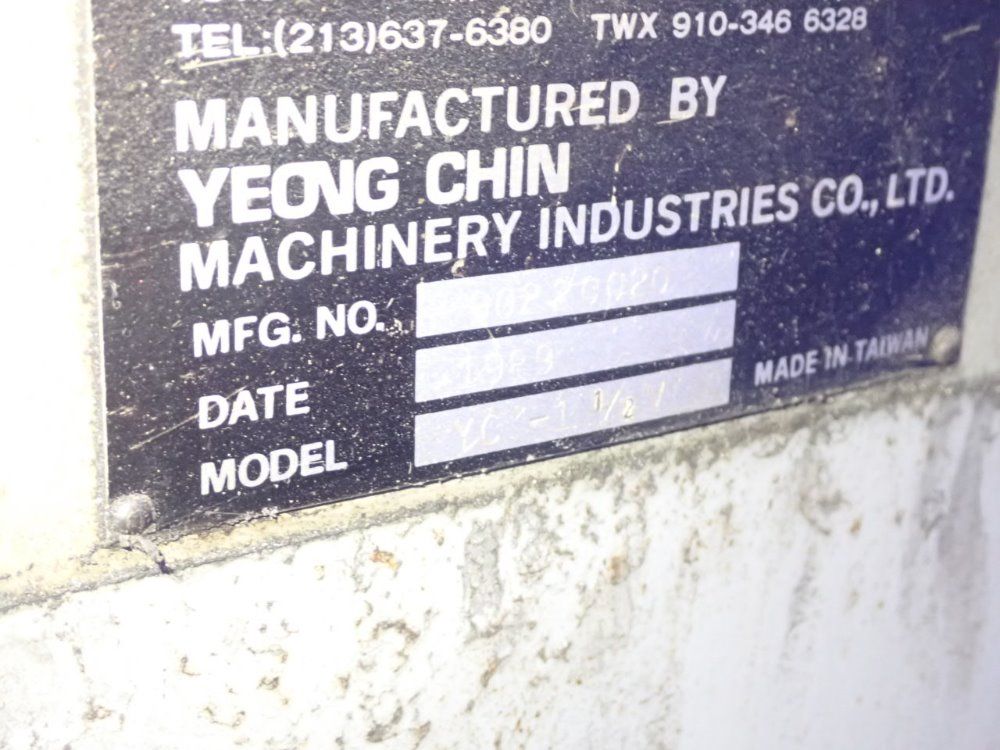 TEL:(213)637-6380 TWX 910-346 6328
MANUFACTURED BY
YEONG CHIN
MACHINERY INDUSTRIES CO., LTD.
MFG. NO.
DATE
MODEL
MADE IN TAIWAN